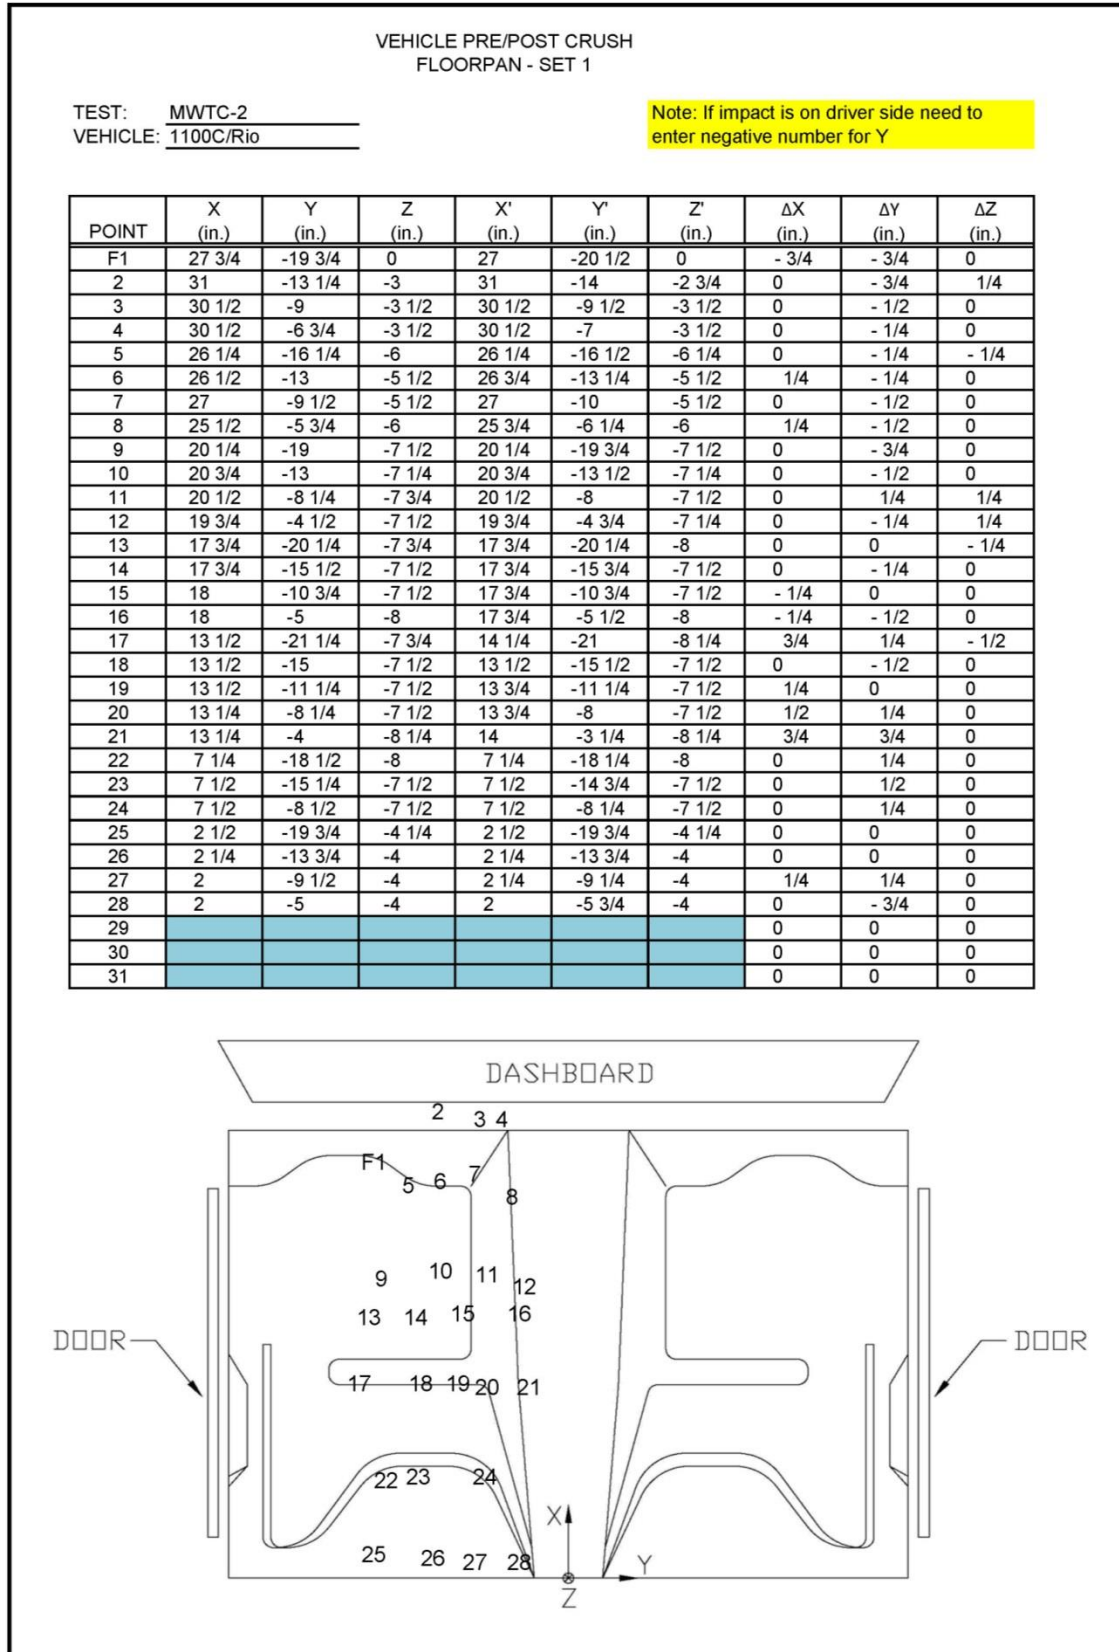 VEHICLE PRE/POST CRUSH
FLOORPAN - SET 1
TEST: MWTC-2
VEHICLE: 1100C/Rio
Note: If impact is on driver side need to
enter negative number for Y
POINT X (in.) Y (in.) Z (in.) X' (in.) Y' (in.) Z' (in.) ΔX (in.) ΔY (in.) ΔZ (in.)
F1 27 3/4 -19 3/4 0 27 -20 1/2 0 - 3/4 - 3/4 0
2 31 -13 1/4 -3 31 -14 -2 3/4 0 - 3/4 1/4
3 30 1/2 -9 -3 1/2 30 1/2 -9 1/2 -3 1/2 0 - 1/2 0
4 30 1/2 -6 3/4 -3 1/2 30 1/2 -7 -3 1/2 0 - 1/4 0
5 26 1/4 -16 1/4 -6 26 1/4 -16 1/2 -6 1/4 0 - 1/4 - 1/4
6 26 1/2 -13 -5 1/2 26 3/4 -13 1/4 -5 1/2 1/4 - 1/4 0
7 27 -9 1/2 -5 1/2 27 -10 -5 1/2 0 - 1/2 0
8 25 1/2 -5 3/4 -6 25 3/4 -6 1/4 -6 1/4 - 1/2 0
9 20 1/4 -19 -7 1/2 20 1/4 -19 3/4 -7 1/2 0 - 3/4 0
10 20 3/4 -13 -7 1/4 20 3/4 -13 1/2 -7 1/4 0 - 1/2 0
11 20 1/2 -8 1/4 -7 3/4 20 1/2 -8 -7 1/2 0 1/4 1/4
12 19 3/4 -4 1/2 -7 1/2 19 3/4 -4 3/4 -7 1/4 0 - 1/4 1/4
13 17 3/4 -20 1/4 -7 3/4 17 3/4 -20 1/4 -8 0 0 - 1/4
14 17 3/4 -15 1/2 -7 1/2 17 3/4 -15 3/4 -7 1/2 0 - 1/4 0
15 18 -10 3/4 -7 1/2 17 3/4 -10 3/4 -7 1/2 - 1/4 0 0
16 18 -5 -8 17 3/4 -5 1/2 -8 - 1/4 - 1/2 0
17 13 1/2 -21 1/4 -7 3/4 14 1/4 -21 -8 1/4 3/4 1/4 - 1/2
18 13 1/2 -15 -7 1/2 13 1/2 -15 1/2 -7 1/2 0 - 1/2 0
19 13 1/2 -11 1/4 -7 1/2 13 3/4 -11 1/4 -7 1/2 1/4 0 0
20 13 1/4 -8 1/4 -7 1/2 13 3/4 -8 -7 1/2 1/2 1/4 0
21 13 1/4 -4 -8 1/4 14 -3 1/4 -8 1/4 3/4 3/4 0
22 7 1/4 -18 1/2 -8 7 1/4 -18 1/4 -8 0 1/4 0
23 7 1/2 -15 1/4 -7 1/2 7 1/2 -14 3/4 -7 1/2 0 1/2 0
24 7 1/2 -8 1/2 -7 1/2 7 1/2 -8 1/4 -7 1/2 0 1/4 0
25 2 1/2 -19 3/4 -4 1/4 2 1/2 -19 3/4 -4 1/4 0 0 0
26 2 1/4 -13 3/4 -4 2 1/4 -13 3/4 -4 0 0 0
27 2 -9 1/2 -4 2 1/4 -9 1/4 -4 1/4 1/4 0
28 2 -5 -4 2 -5 3/4 -4 0 - 3/4 0
29 0 0 0
30 0 0 0
31 0 0 0
DASHBOARD
2 3 4
F1 5 6 7 8
9 10 11 12
13 14 15 16
DOOR DOOR
17 18 19 20 21
22 23 24
X
25 26 27 28 Y
Z